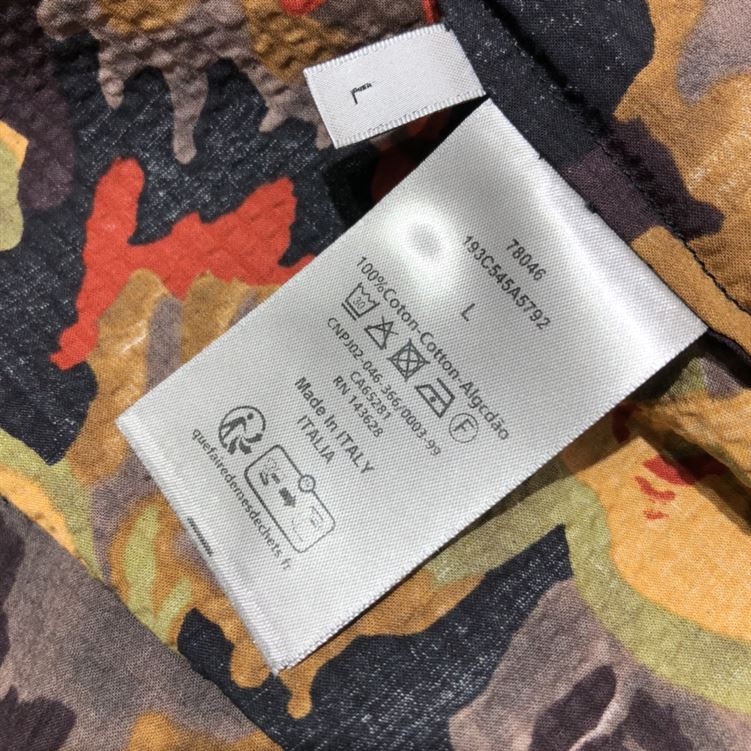 L
78046
193C545A5792
L
100%Coton-Cotton-Algodão
30
F
CNPJ02-046.366/0003-99
CA65281
RN 143628
Made in ITALY
ITALIA
quefairedemesdechets.fr